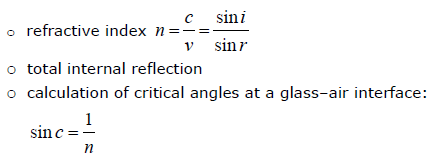 ○ refractive index n = c/v = sin i / sin r
○ total internal reflection
○ calculation of critical angles at a glass–air interface:
sin c = 1/n